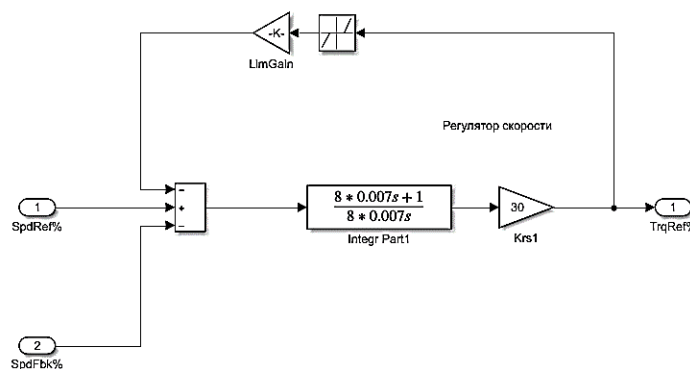 -K-
LimGain
Регулятор скорости
1
SpdRef%
8 * 0.007s + 1
8 * 0.007s
Integr Part1
30
Krs1
1
TrqRef%
2
SpdFbk%